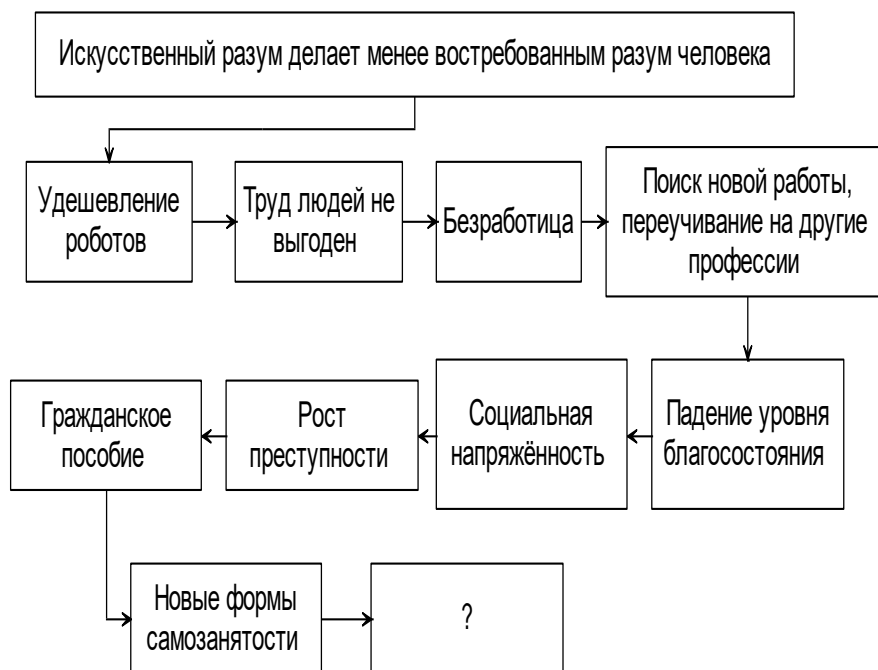 Искусственный разум делает менее востребованным разум человека
Удешевление
роботов
Труд людей не
выгоден
Безработица
Поиск новой работы,
переучивание на другие
профессии
Гражданское
пособие
Рост
преступности
Социальная
напряжённость
Падение уровня
благосостояния
Новые формы
самозанятости
?